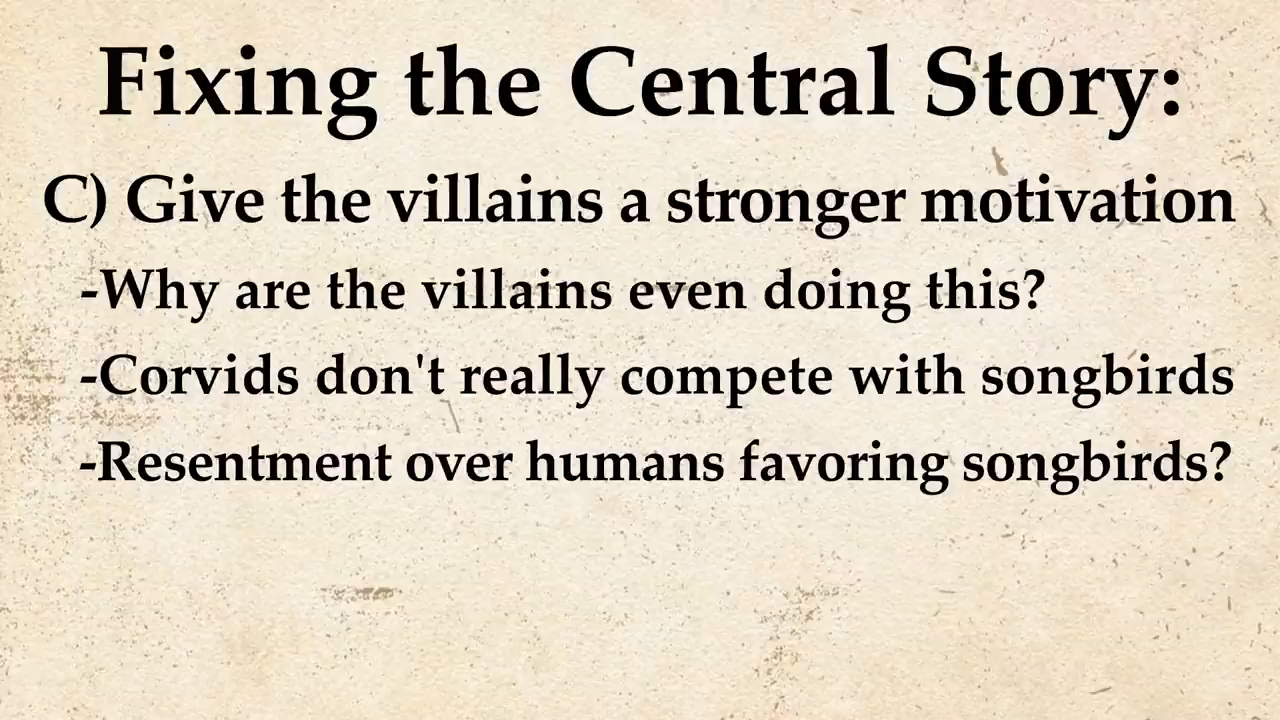 Fixing the Central Story:
C) Give the villains a stronger motivation
-Why are the villains even doing this?
-Corvids don't really compete with songbirds
-Resentment over humans favoring songbirds?